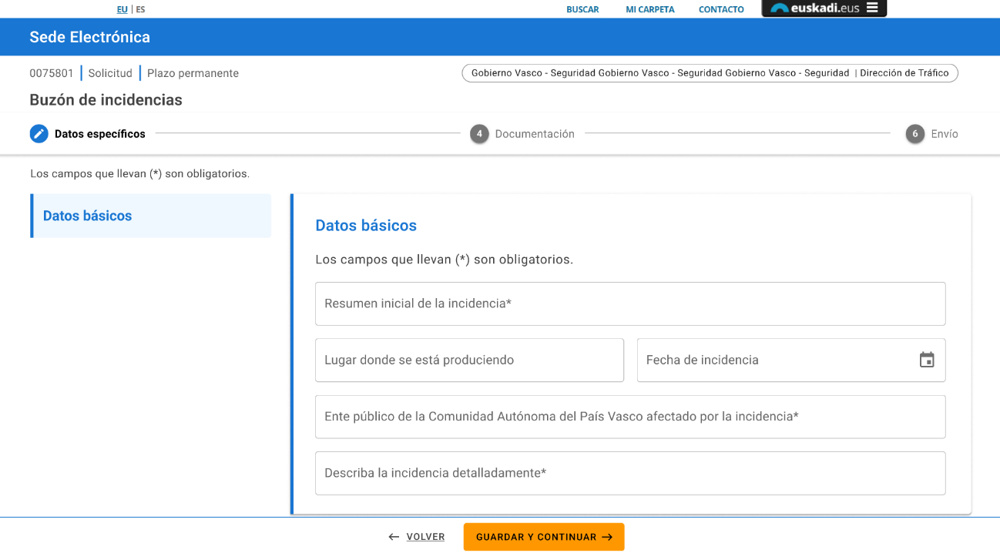 EU | ES
BUSCAR MI CARPETA CONTACTO euskadi.eus
Sede Electrónica
0075801 Solicitud Plazo permanente
Gobierno Vasco - Seguridad Gobierno Vasco - Seguridad Gobierno Vasco - Seguridad | Dirección de Tráfico
Buzón de incidencias
Datos específicos 4 Documentación 6 Envío
Los campos que llevan (*) son obligatorios.
Datos básicos
Datos básicos
Los campos que llevan (*) son obligatorios.
Resumen inicial de la incidencia*
Lugar donde se está produciendo Fecha de incidencia
Ente público de la Comunidad Autónoma del País Vasco afectado por la incidencia*
Describa la incidencia detalladamente*
← VOLVER GUARDAR Y CONTINUAR →